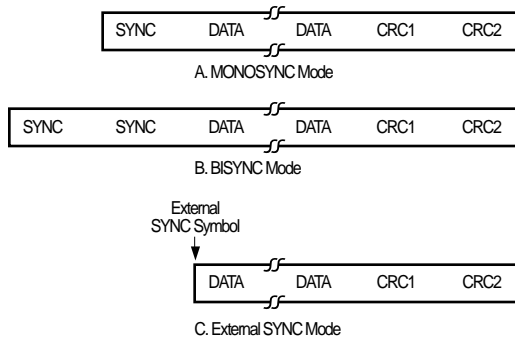 SYNC DATA DATA CRC1 CRC2
A. MONOSYNC Mode
SYNC SYNC DATA DATA CRC1 CRC2
B. BISYNC Mode
External
SYNC Symbol
DATA DATA CRC1 CRC2
C. External SYNC Mode